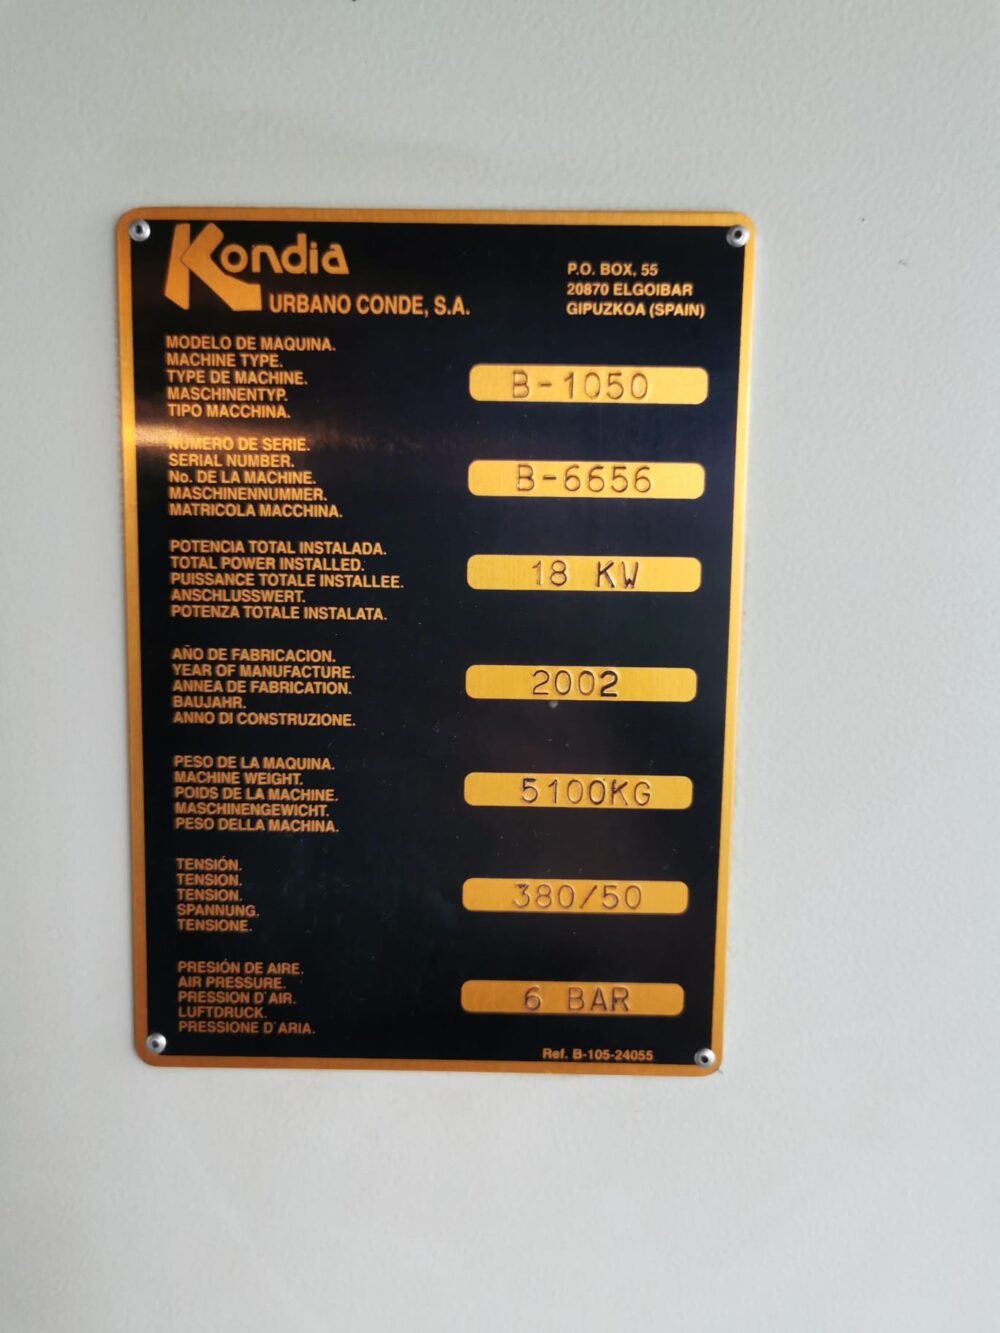 Kondia
URBANO CONDE, S.A.
P.O. BOX, 55
20870 ELGOIBAR
GIPUZKOA (SPAIN)
MODELO DE MAQUINA.
MACHINE TYPE.
TYPE DE MACHINE.
MASCHINENTYP.
TIPO MACCHINA.
B-1050
NUMERO DE SERIE.
SERIAL NUMBER.
No. DE LA MACHINE.
MASCHINENNUMMER.
MATRICOLA MACCHINA.
B-6656
POTENCIA TOTAL INSTALADA.
TOTAL POWER INSTALLED.
PUISSANCE TOTALE INSTALLEE.
ANSCHLUSSWERT.
POTENZA TOTALE INSTALATA.
18 KW
AÑO DE FABRICACION.
YEAR OF MANUFACTURE.
ANNEA DE FABRICATION.
BAUJAHR.
ANNO DI CONSTRUZIONE.
2002
PESO DE LA MAQUINA.
MACHINE WEIGHT.
POIDS DE LA MACHINE.
MASCHINENGEWICHT.
PESO DELLA MACHINA.
5100KG
TENSIÓN.
TENSION.
TENSION.
SPANNUNG.
TENSIONE.
380/50
PRESIÓN DE AIRE.
AIR PRESSURE.
PRESSION D'AIR.
LUFTDRUCK.
PRESSIONE D'ARIA.
6 BAR
Ref. B-105-24055